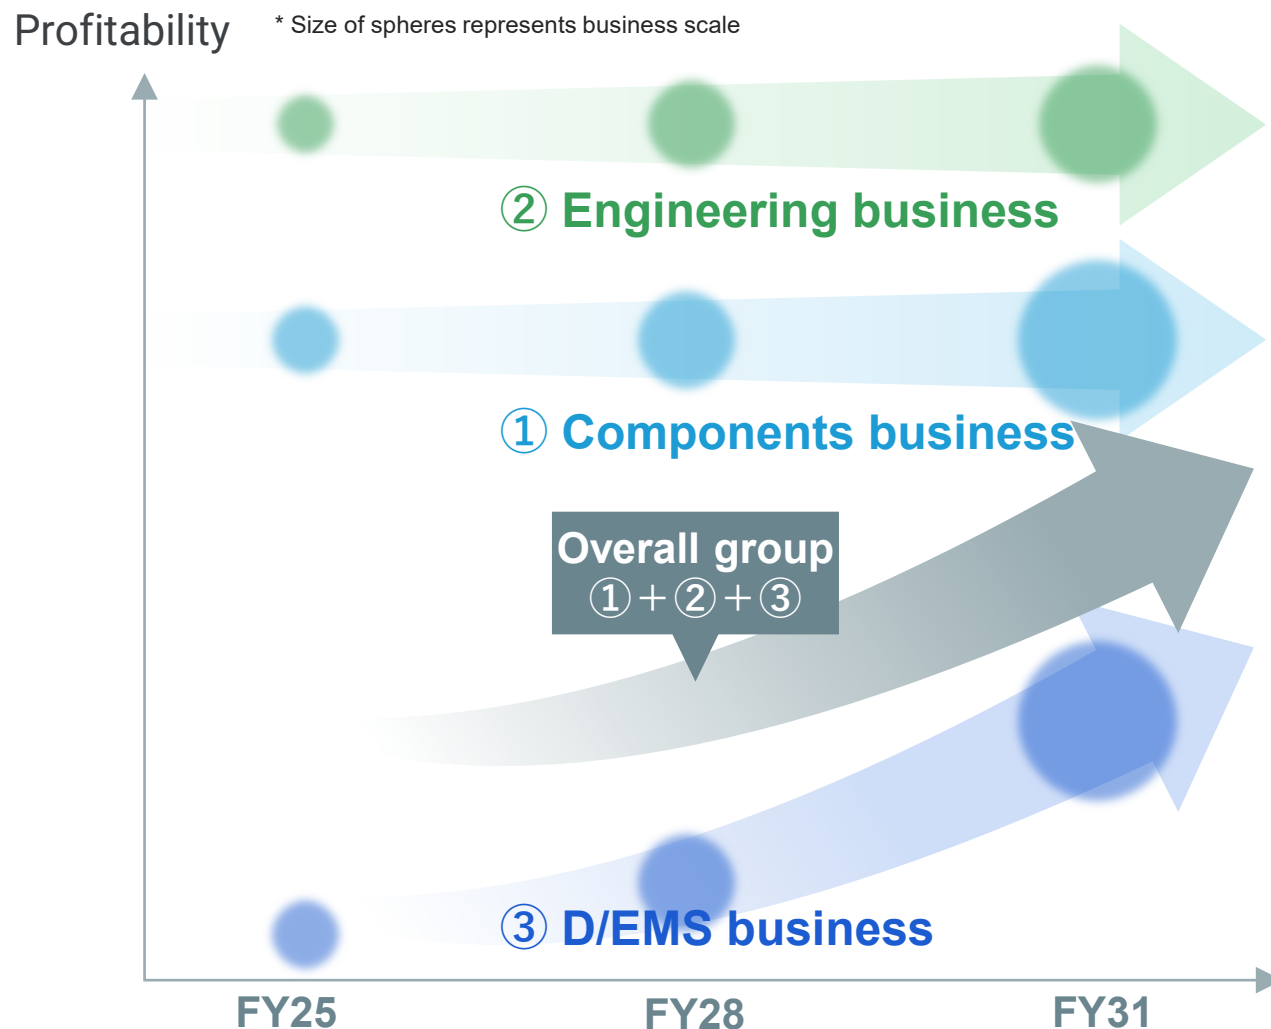 Profitability
* Size of spheres represents business scale
② Engineering business
① Components business
Overall group
①+②+③
③ D/EMS business
FY25
FY28
FY31